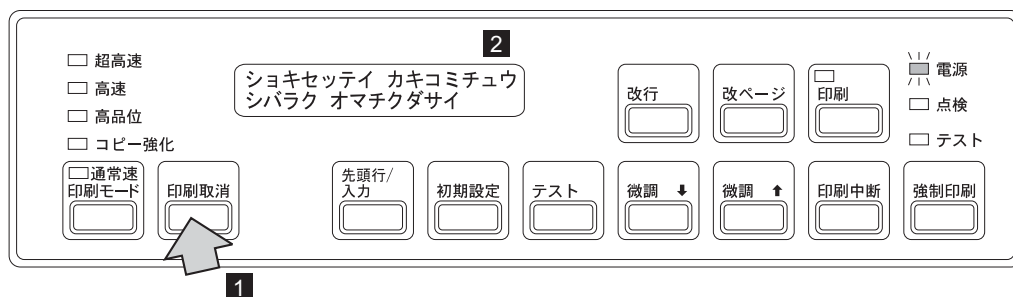 2
超高速
高速
高品位
コピー強化
ショキセッテイ カキコミチュウ
シバラク オマチクダサイ
改行
改ページ
印刷
電源
点検
テスト
通常速
印刷モード
印刷取消
先頭行/
入力
初期設定
テスト
微調 ⬇
微調 ⬆
印刷中断
強制印刷
1